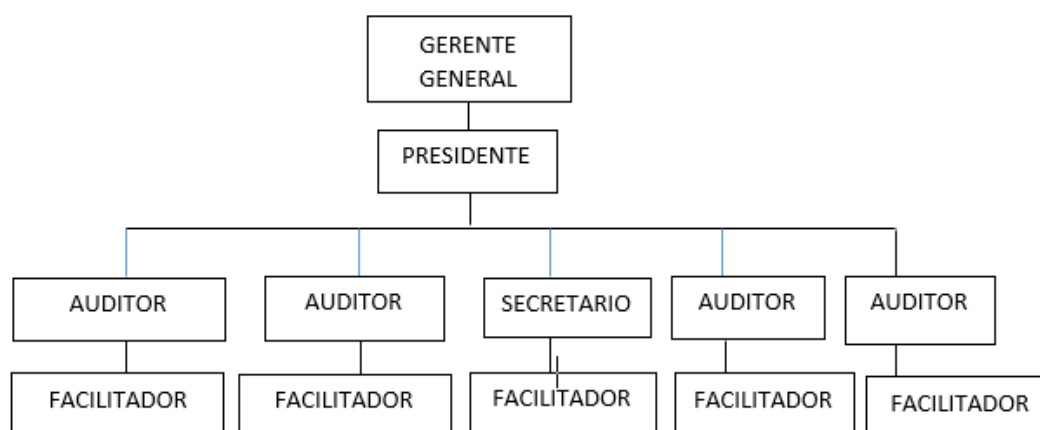 GERENTE
GENERAL
PRESIDENTE
AUDITOR
AUDITOR
SECRETARIO
AUDITOR
AUDITOR
FACILITADOR
FACILITADOR
FACILITADOR
FACILITADOR
FACILITADOR